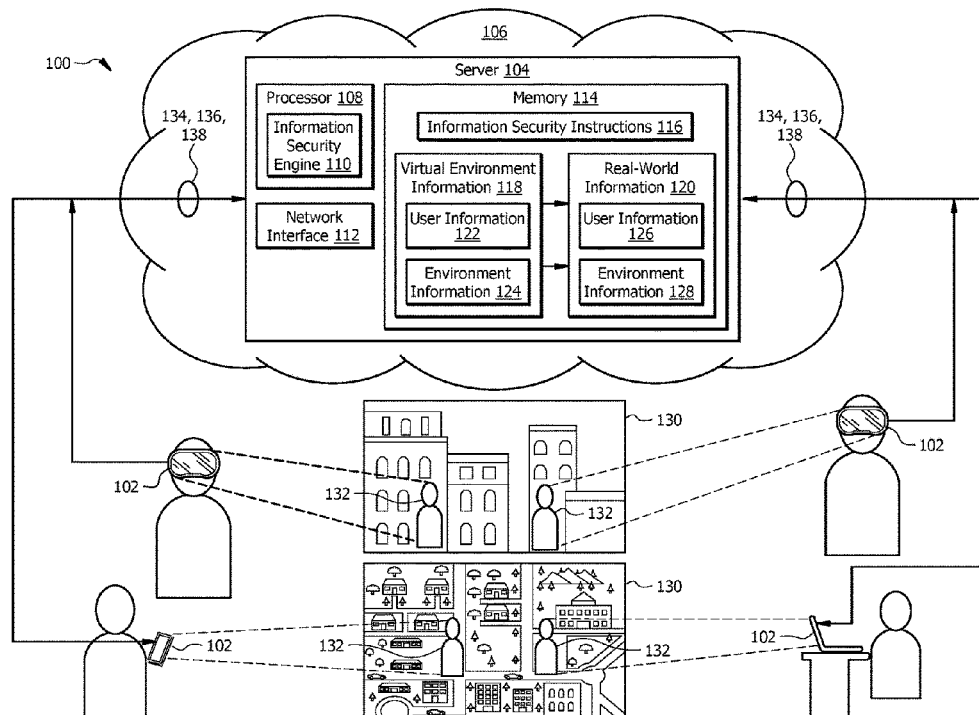 106
100
Server 104
Processor 108
Information
Security
Engine 110
Network
Interface 112
Memory 114
Information Security Instructions 116
Virtual Environment
Information 118
User Information
122
Environment
Information 124
Real-World
Information 120
User Information
126
Environment
Information 128
134, 136,
138
134, 136,
138
130
102
102
132
132
130
102
102
132
132